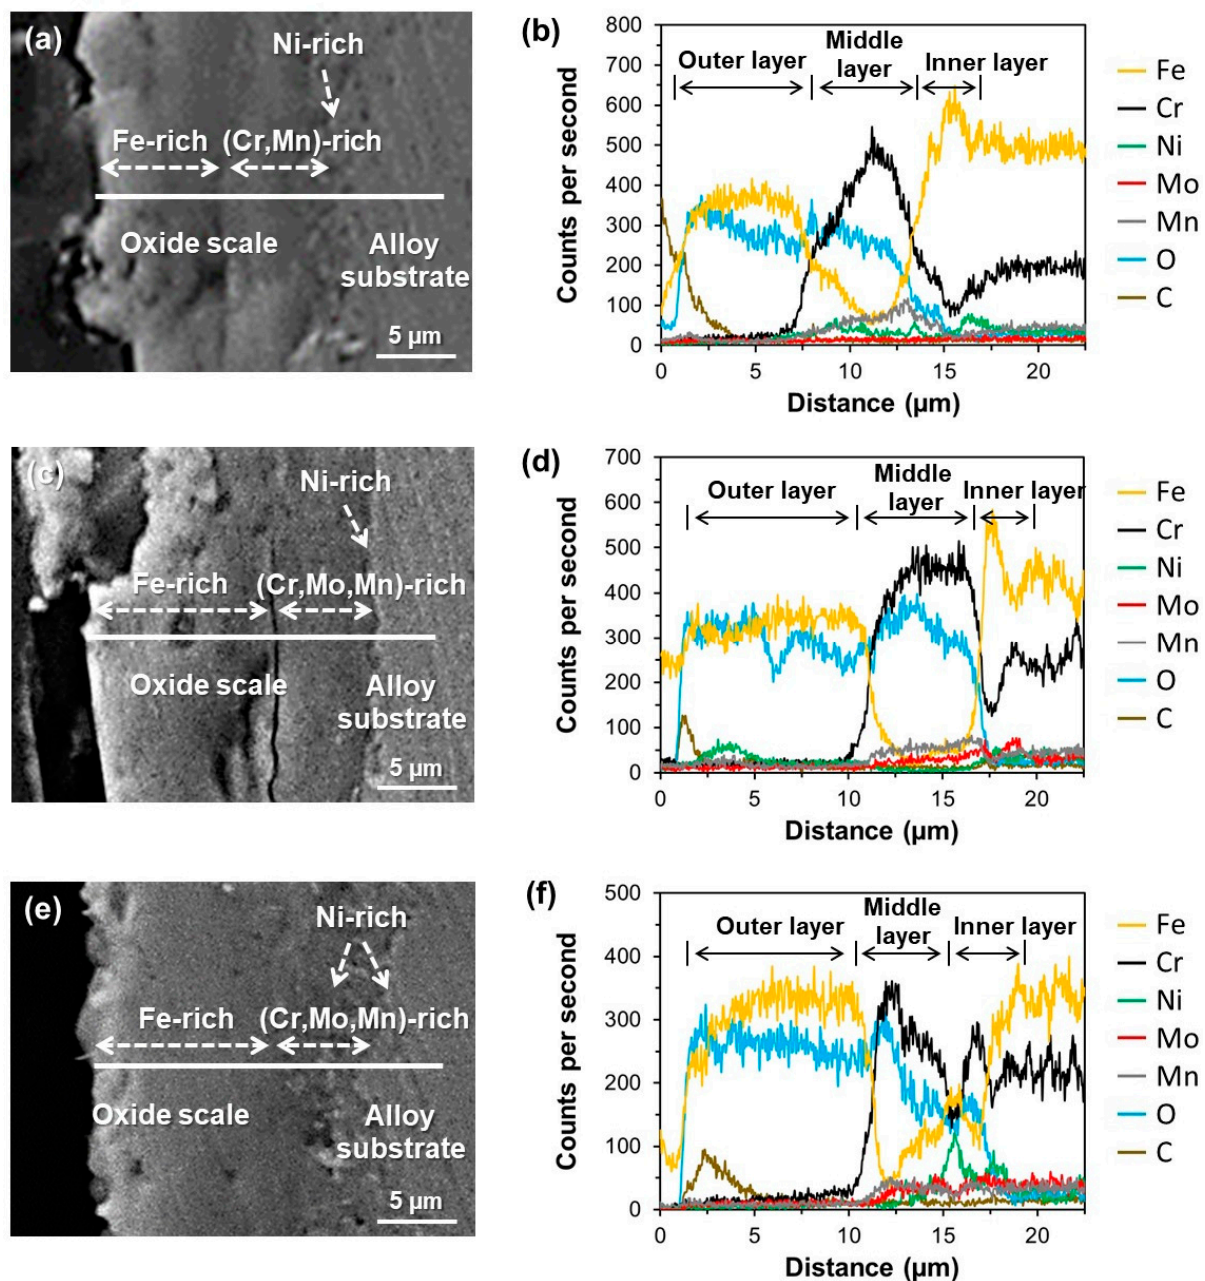 (a)
Ni-rich
Fe-rich (Cr,Mn)-rich
Oxide scale
Alloy
substrate
5 μm
(b)
Counts per second
800
700
600
500
400
300
200
100
0
Outer layer
Middle
layer
Inner layer
0 5 10 15 20
Distance (μm)
Fe
Cr
Ni
Mo
Mn
O
C
(c)
Ni-rich
Fe-rich (Cr,Mo,Mn)-rich
Oxide scale
Alloy
substrate
5 μm
(d)
Counts per second
700
600
500
400
300
200
100
0
Outer layer
Middle
layer
Inner layer
0 5 10 15 20
Distance (μm)
Fe
Cr
Ni
Mo
Mn
O
C
(e)
Ni-rich
Fe-rich (Cr,Mo,Mn)-rich
Oxide scale
Alloy
substrate
5 μm
(f)
Counts per second
500
400
300
200
100
0
Outer layer
Middle
layer
Inner layer
0 5 10 15 20
Distance (μm)
Fe
Cr
Ni
Mo
Mn
O
C